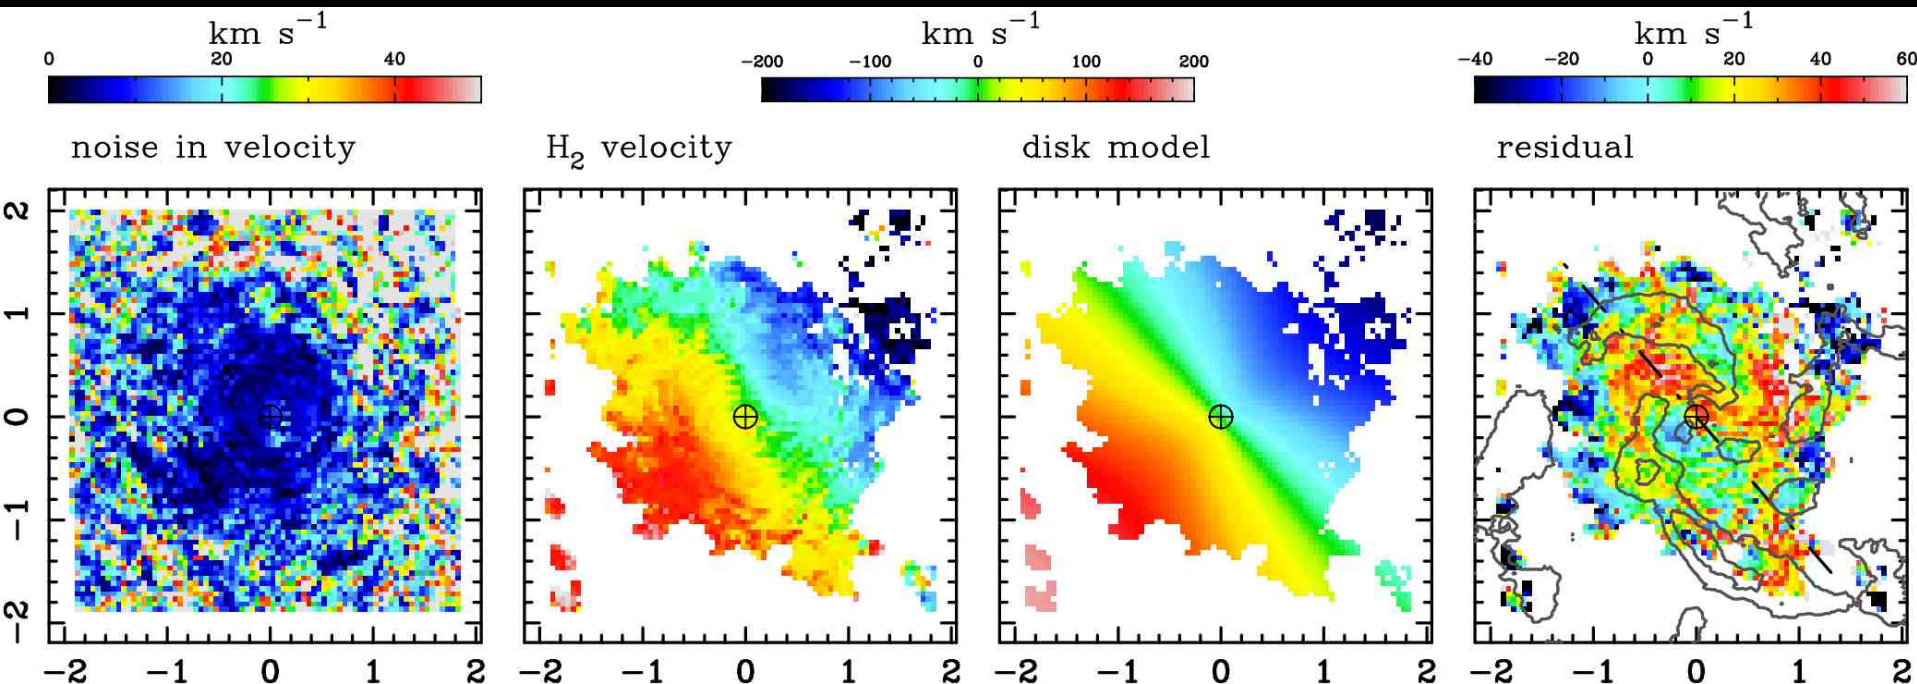 km s−1 km s−1 km s−1
0 20 40 −200 −100 0 100 200 −40 −20 0 20 40 60
noise in velocity H2 velocity disk model residual
2
1
0
−1
−2
−2 −1 0 1 2 −2 −1 0 1 2 −2 −1 0 1 2 −2 −1 0 1 2